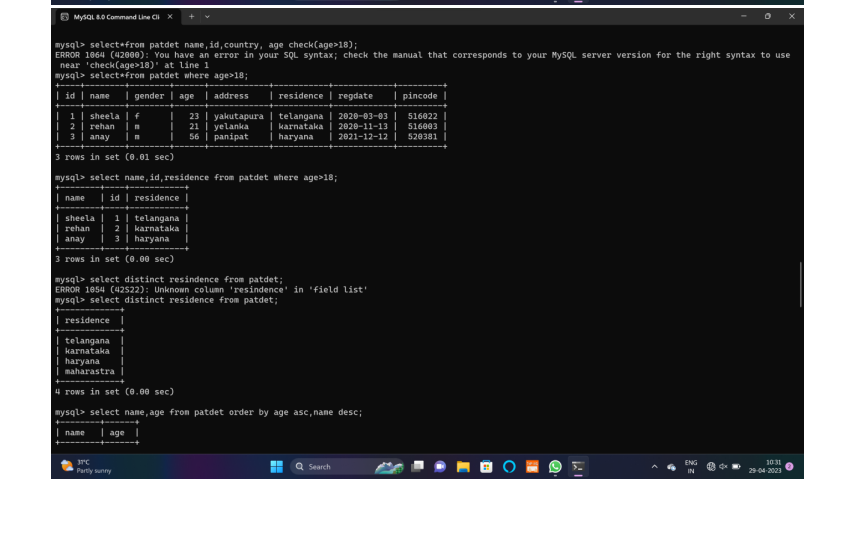 MySQL 8.0 Command Line Cli × + ⌄
mysql> select*from patdet name,id,country, age check(age>18);
ERROR 1064 (42000): You have an error in your SQL syntax; check the manual that corresponds to your MySQL server version for the right syntax to use
near 'check(age>18)' at line 1
mysql> select*from patdet where age>18;
+----+--------+--------+------+------------+-----------+------------+---------+
| id | name   | gender | age  | address    | residence | regdate    | pincode |
+----+--------+--------+------+------------+-----------+------------+---------+
|  1 | sheela | f      |   23 | yakutapura | telangana | 2020-03-03 |  516022 |
|  2 | rehan  | m      |   21 | yelanka    | karnataka | 2020-11-13 |  516003 |
|  3 | anay   | m      |   56 | panipat    | haryana   | 2021-12-12 |  520381 |
+----+--------+--------+------+------------+-----------+------------+---------+
3 rows in set (0.01 sec)
mysql> select name,id,residence from patdet where age>18;
+--------+----+-----------+
| name   | id | residence |
+--------+----+-----------+
| sheela |  1 | telangana |
| rehan  |  2 | karnataka |
| anay   |  3 | haryana   |
+--------+----+-----------+
3 rows in set (0.00 sec)
mysql> select distinct resindence from patdet;
ERROR 1054 (42S22): Unknown column 'resindence' in 'field list'
mysql> select distinct residence from patdet;
+------------+
| residence  |
+------------+
| telangana  |
| karnataka  |
| haryana    |
| maharastra |
+------------+
4 rows in set (0.00 sec)
mysql> select name,age from patdet order by age asc,name desc;
+--------+------+
| name   | age  |
+--------+------+
31°C
Partly sunny
Search
ENG
IN
10:31
29-04-2023
2